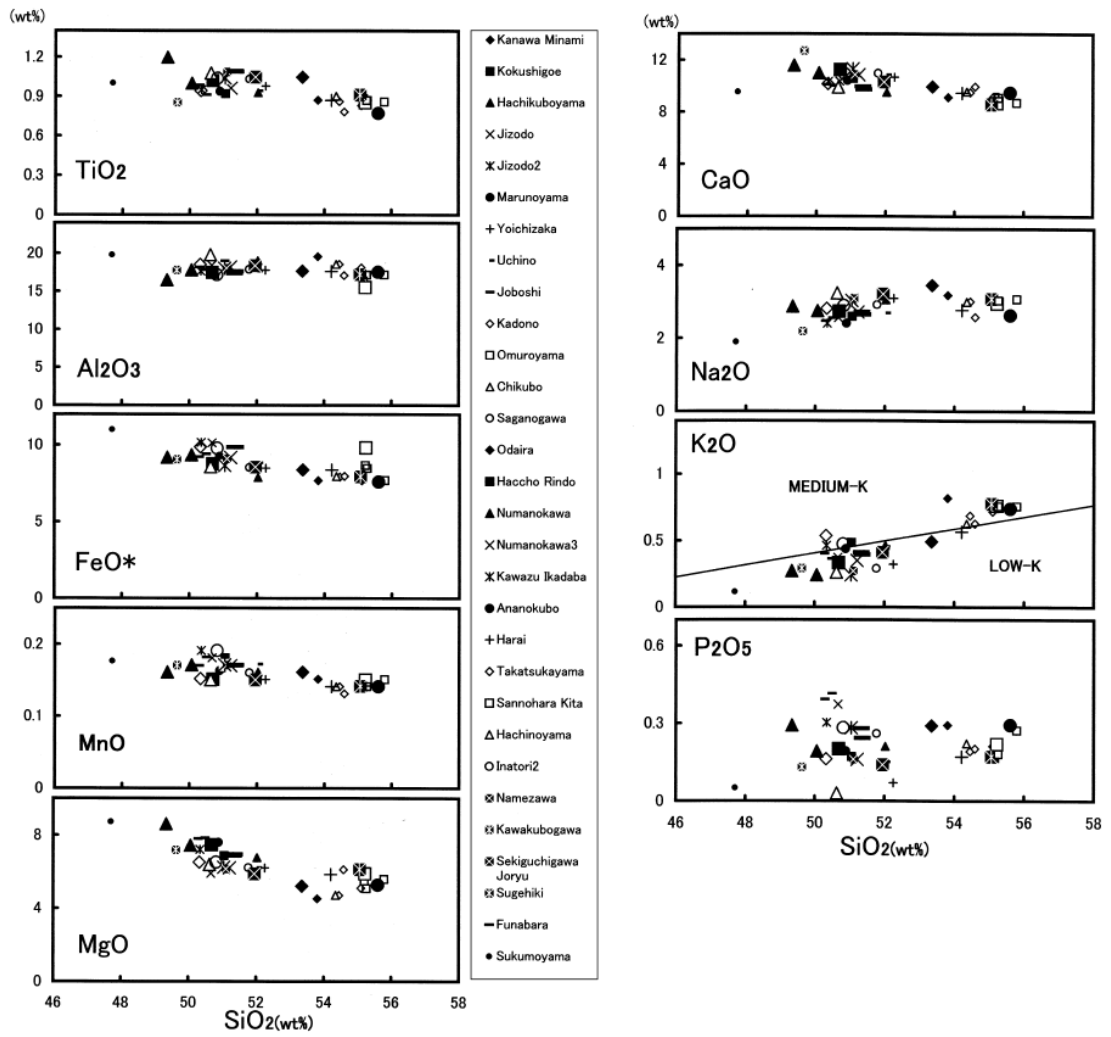 (wt%)
1.2
0.9
0.6
0.3
0
TiO2
20
15
10
5
0
Al2O3
10
5
0
FeO*
0.2
0.1
0
MnO
8
4
0
MgO
46 48 50 52 54 56 58
SiO2(wt%)
Kanawa Minami
Kokushigoe
Hachikuboyama
Jizodo
Jizodo2
Marunoyama
Yoichizaka
Uchino
Joboshi
Kadono
Omuroyama
Chikubo
Saganogawa
Odaira
Haccho Rindo
Numanokawa
Numanokawa3
Kawazu Ikadaba
Ananokubo
Harai
Takatsukayama
Sannohara Kita
Hachinoyama
Inatori2
Namezawa
Kawakubogawa
Sekiguchigawa
Joryu
Sugehiki
Funabara
Sukumoyama
(wt%)
12
8
4
0
CaO
4
2
0
Na2O
K2O
1
MEDIUM-K
0.5
LOW-K
0
P2O5
0.6
0.3
0
46 48 50 52 54 56 58
SiO2(wt%)